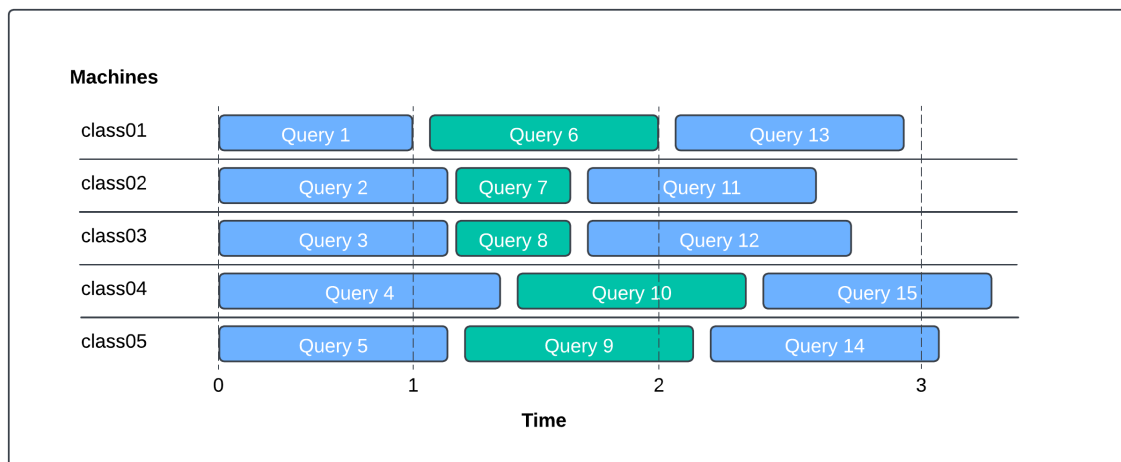 Machines
class01 Query 1 Query 6 Query 13
class02 Query 2 Query 7 Query 11
class03 Query 3 Query 8 Query 12
class04 Query 4 Query 10 Query 15
class05 Query 5 Query 9 Query 14
0 1 2 3
Time